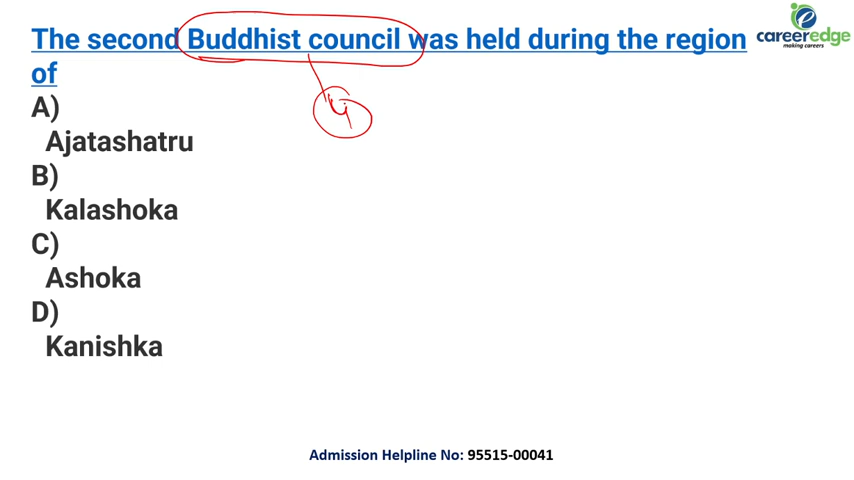 The second Buddhist council was held during the region
of
A)
Ajatashatru
B)
Kalashoka
C)
Ashoka
D)
Kanishka
4
careeredge
making careers
Admission Helpline No: 95515-00041